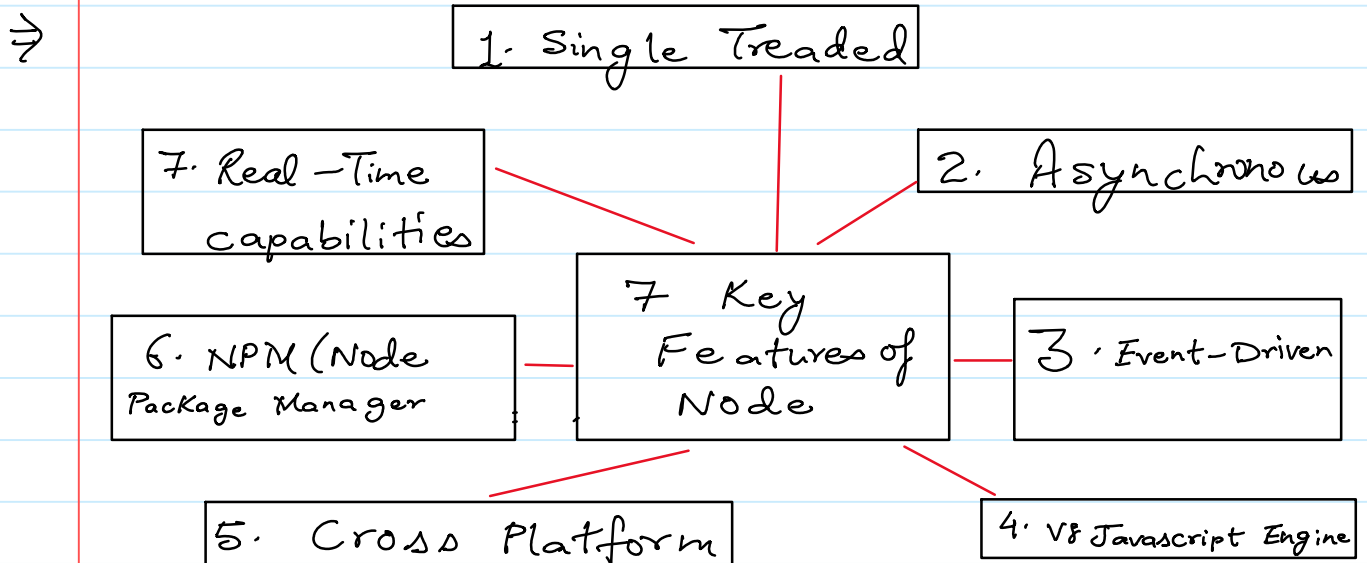 ⇒
1. Single Treaded
7. Real-Time
capabilities
2. Asynchronous
7 Key
Features of
Node
6. NPM (Node
Package Manager
3. Event-Driven
5. Cross Platform
4. V8 Javascript Engine